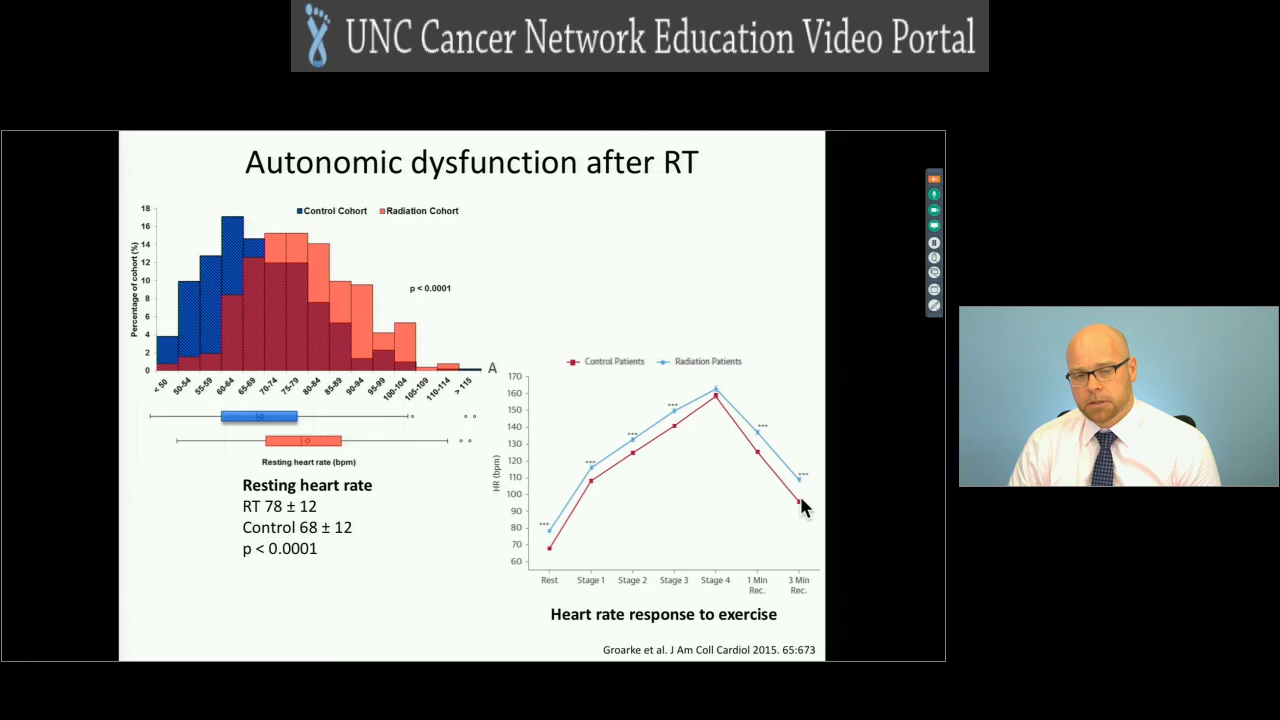 UNC Cancer Network Education Video Portal
Autonomic dysfunction after RT
Control Cohort Radiation Cohort
Percentage of cohort (%)
18
16
14
12
10
8
6
4
2
0
p < 0.0001
< 50 50-54 55-59 60-64 65-69 70-74 75-79 80-84 85-89 90-94 95-99 100-104 105-109 110-114 > 115
Resting heart rate (bpm)
Resting heart rate
RT 78 ± 12
Control 68 ± 12
p < 0.0001
A
Control Patients Radiation Patients
HR (bpm)
170
160
150
140
130
120
110
100
90
80
70
60
*** *** *** *** *** ***
Rest Stage 1 Stage 2 Stage 3 Stage 4 1 Min Rec. 3 Min Rec.
Heart rate response to exercise
Groarke et al. J Am Coll Cardiol 2015. 65:673